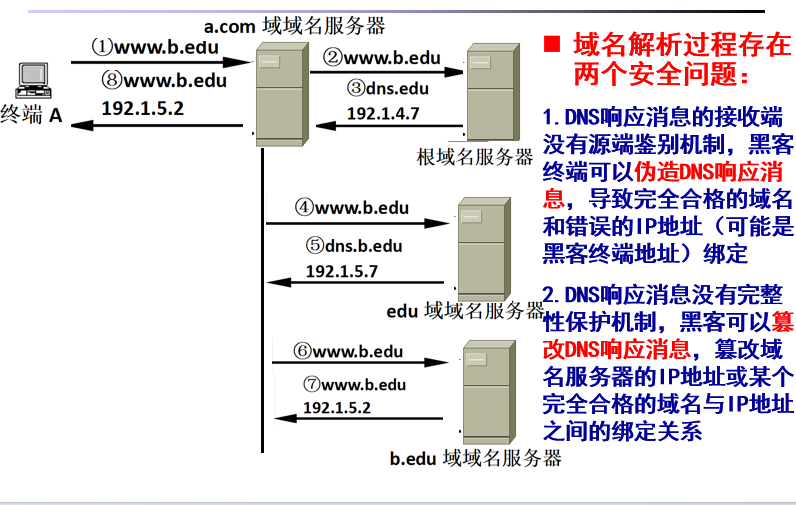 a.com 域域名服务器
①www.b.edu
⑧www.b.edu
192.1.5.2
终端 A
②www.b.edu
③dns.edu
192.1.4.7
根域名服务器
④www.b.edu
⑤dns.b.edu
192.1.5.7
edu 域域名服务器
⑥www.b.edu
⑦www.b.edu
192.1.5.2
b.edu 域域名服务器
■ 域名解析过程存在
两个安全问题：
1.DNS响应消息的接收端
没有源端鉴别机制，黑客
终端可以伪造DNS响应消
息，导致完全合格的域名
和错误的IP地址（可能是
黑客终端地址）绑定
2.DNS响应消息没有完整
性保护机制，黑客可以篡
改DNS响应消息，篡改域
名服务器的IP地址或某个
完全合格的域名与IP地址
之间的绑定关系